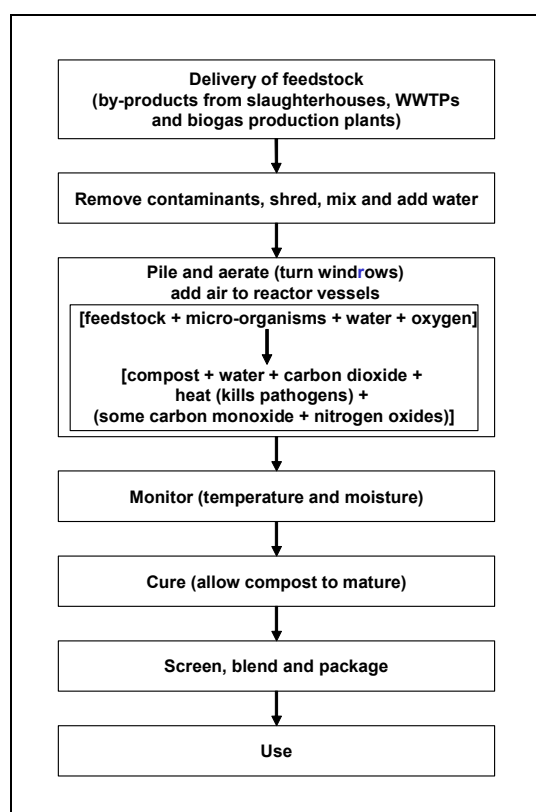 Delivery of feedstock
(by-products from slaughterhouses, WWTPs
and biogas production plants)
Remove contaminants, shred, mix and add water
Pile and aerate (turn windrows)
add air to reactor vessels
[feedstock + micro-organisms + water + oxygen]
[compost + water + carbon dioxide +
heat (kills pathogens) +
(some carbon monoxide + nitrogen oxides)]
Monitor (temperature and moisture)
Cure (allow compost to mature)
Screen, blend and package
Use